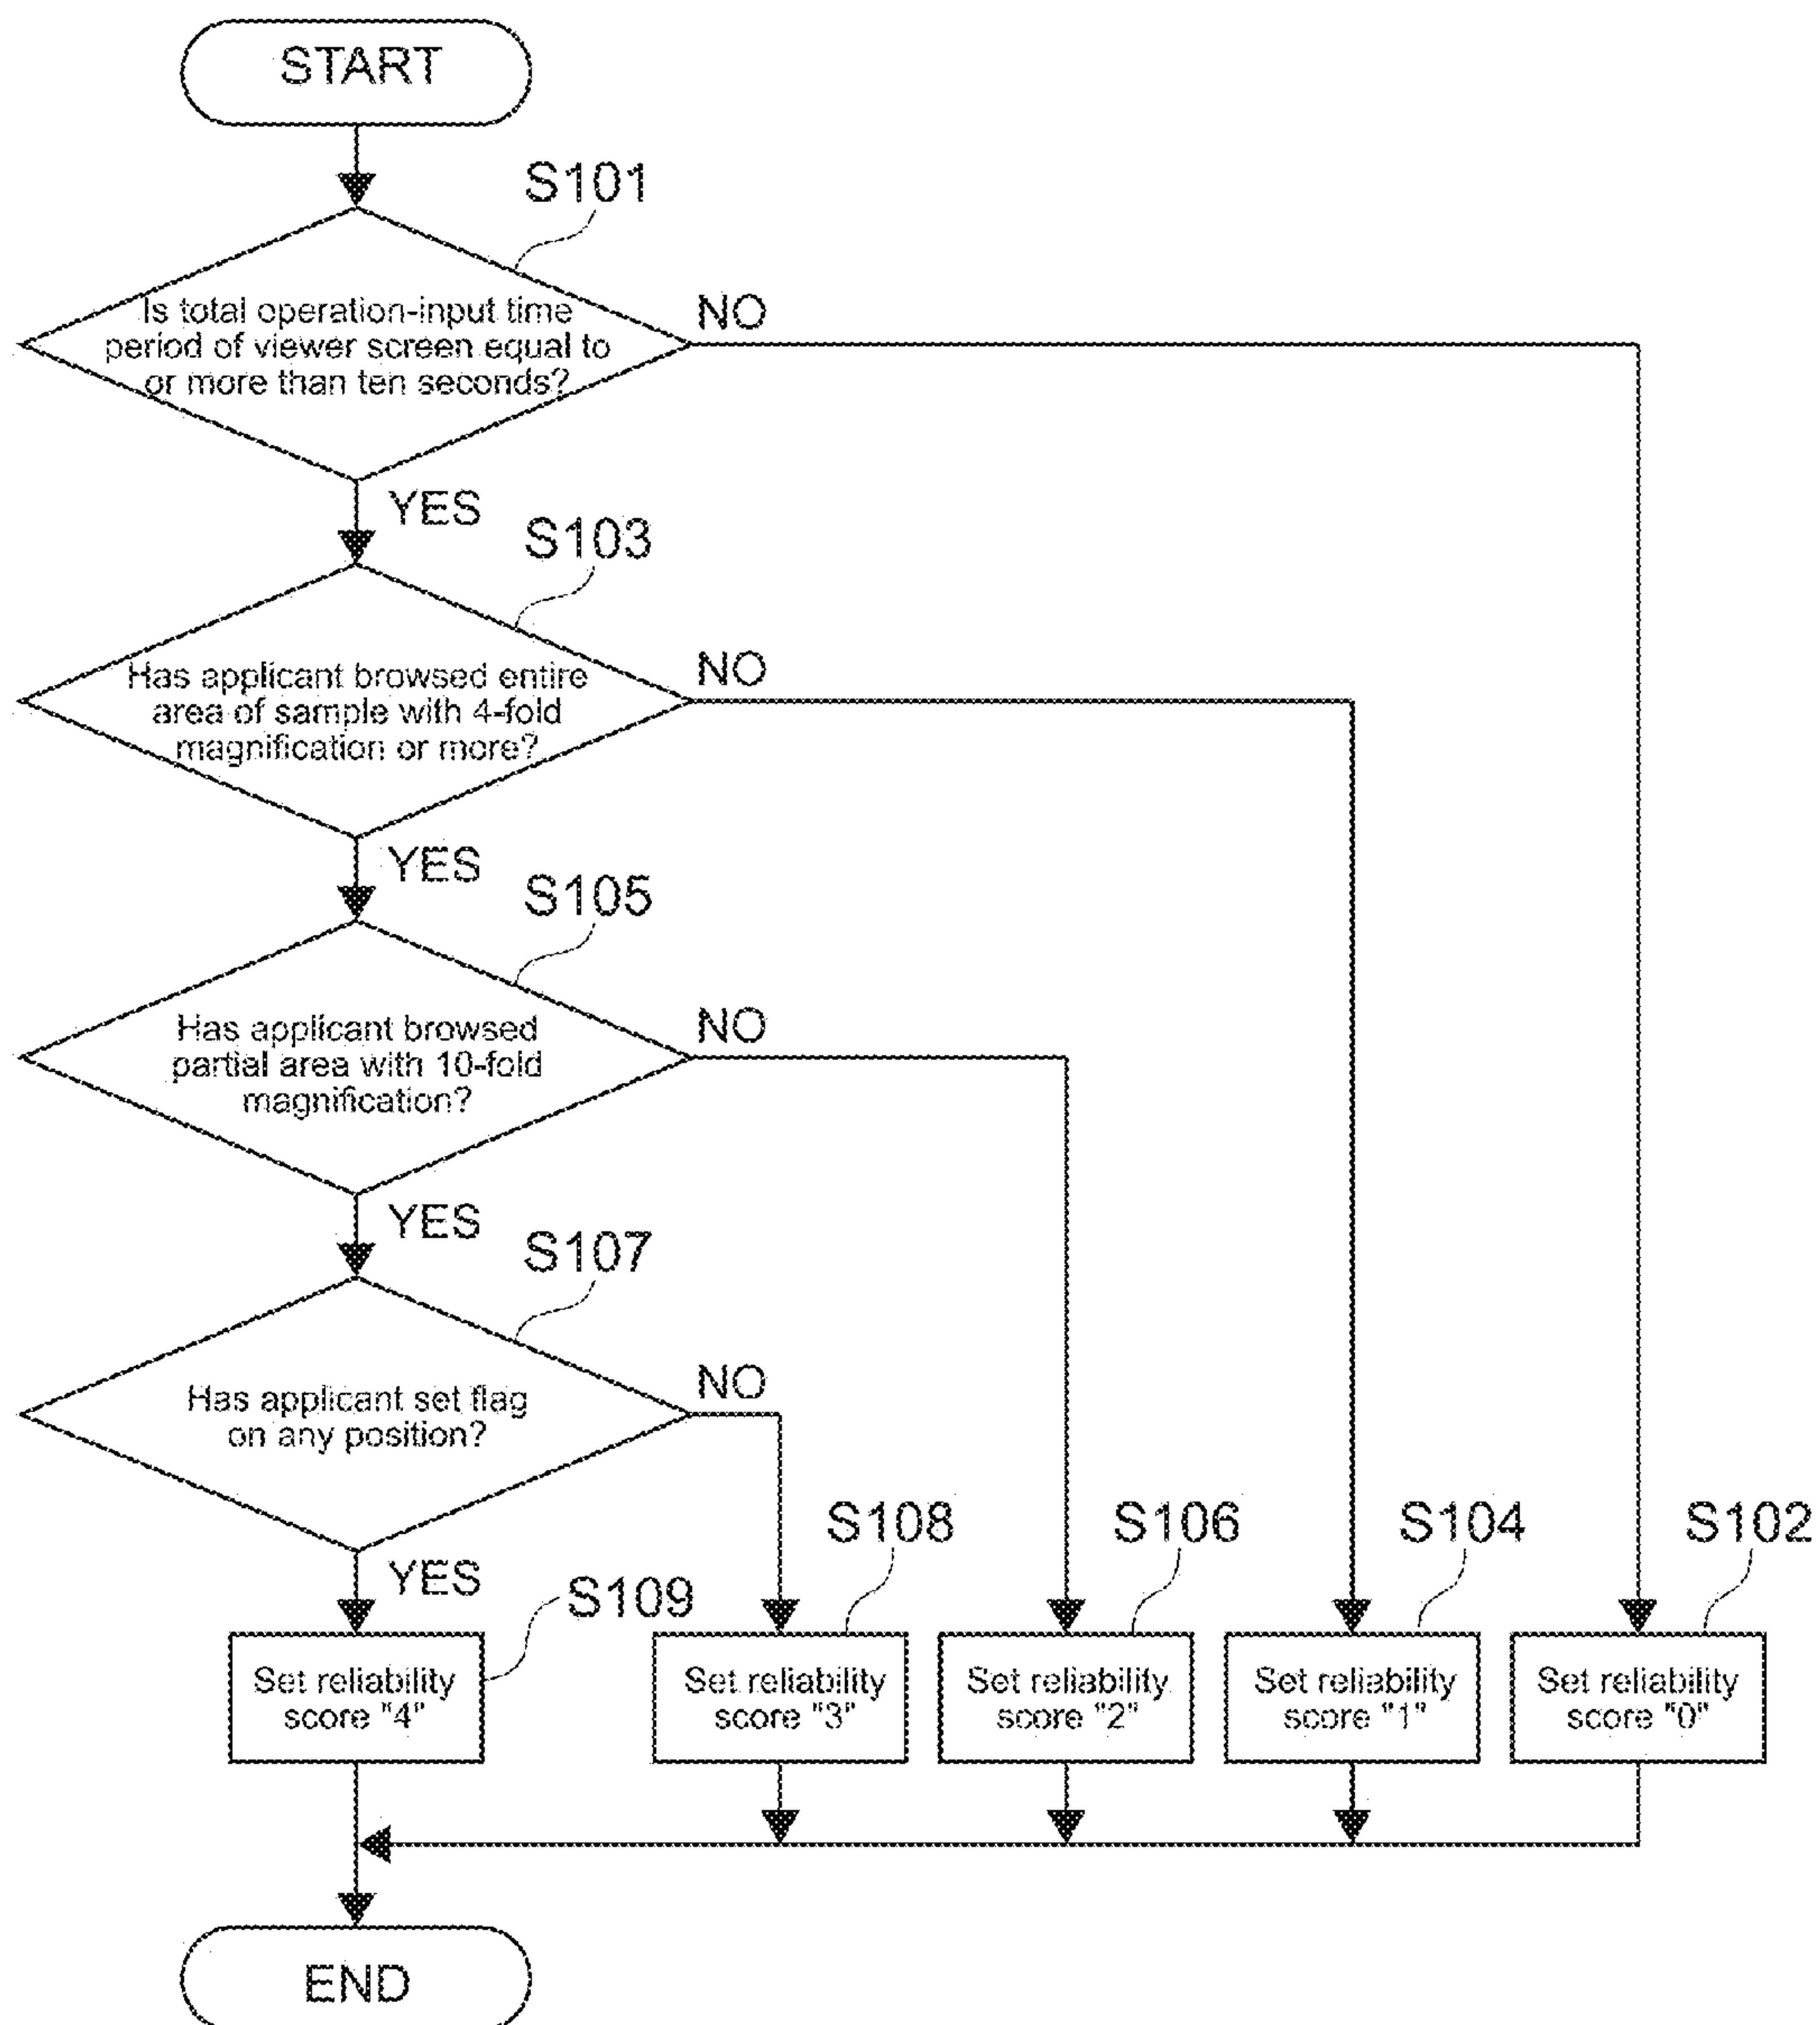 START
S101
Is total operation-input time
period of viewer screen equal to
or more than ten seconds?
NO
YES
S103
Has applicant browsed entire
area of sample with 4-fold
magnification or more?
NO
YES
S105
Has applicant browsed
partial area with 10-fold
magnification?
NO
YES
S107
Has applicant set flag
on any position?
NO
YES
S109
S108
S106
S104
S102
Set reliability
score "4"
Set reliability
score "3"
Set reliability
score "2"
Set reliability
score "1"
Set reliability
score "0"
END